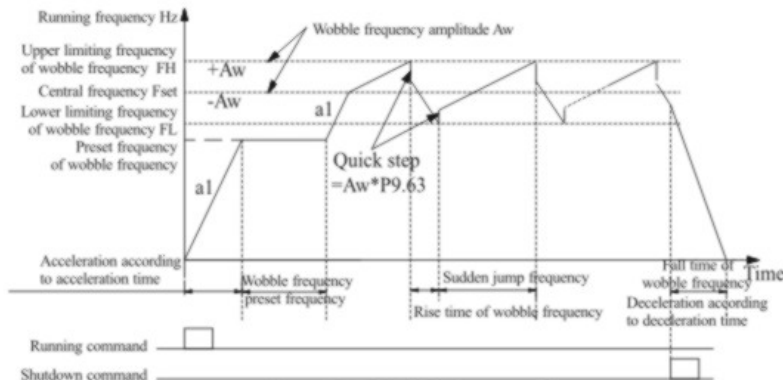 Running frequency Hz
Wobble frequency amplitude Aw
Upper limiting frequency
of wobble frequency FH
+Aw
Central frequency Fset
-Aw
Lower limiting frequency
of wobble frequency FL
a1
Preset frequency
of wobble frequency
Quick step
=Aw*P9.63
a1
Time
Acceleration according
to acceleration time
Wobble frequency
preset frequency
Sudden jump frequency
Fall time of
wobble frequency
Rise time of wobble frequency
Deceleration according
to deceleration time
Running command
Shutdown command